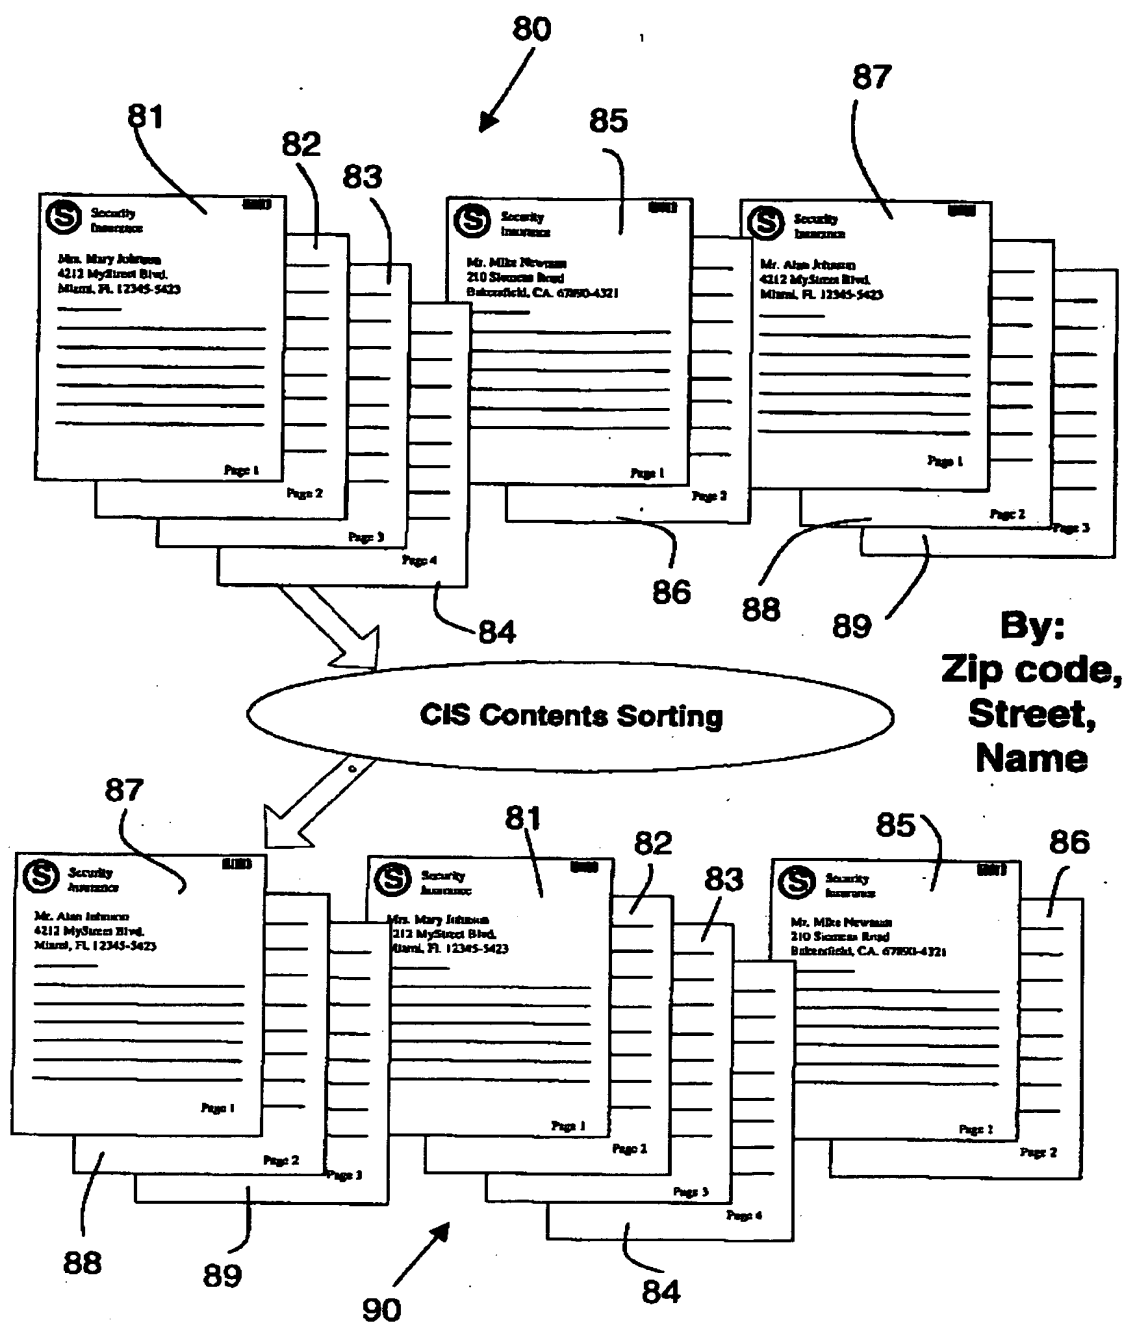 80
81
82
83
85
87
S Security
Insurance
Mrs. Mary Johnson
4212 MyStreet Blvd.
Miami, FL 12345-5423
Page 1
Page 2
Page 3
Page 4
S Security
Insurance
Mr. Mike Newman
210 Siemens Road
Bakersfield, CA. 67890-4321
Page 1
Page 2
S Security
Insurance
Mr. Alan Johnson
4212 MyStreet Blvd.
Miami, FL 12345-5423
Page 1
Page 2
Page 3
84
86
88
89
By:
Zip code,
Street,
Name
CIS Contents Sorting
87
81
82
83
85
86
S Security
Insurance
Mr. Alan Johnson
4212 MyStreet Blvd.
Miami, FL 12345-5423
Page 1
Page 2
Page 3
S Security
Insurance
Mrs. Mary Johnson
212 MyStreet Blvd.
Miami, FL 12345-5423
Page 1
Page 2
Page 3
Page 4
S Security
Insurance
Mr. Mike Newman
210 Siemens Road
Bakersfield, CA. 67890-4321
Page 1
Page 2
88
89
90
84